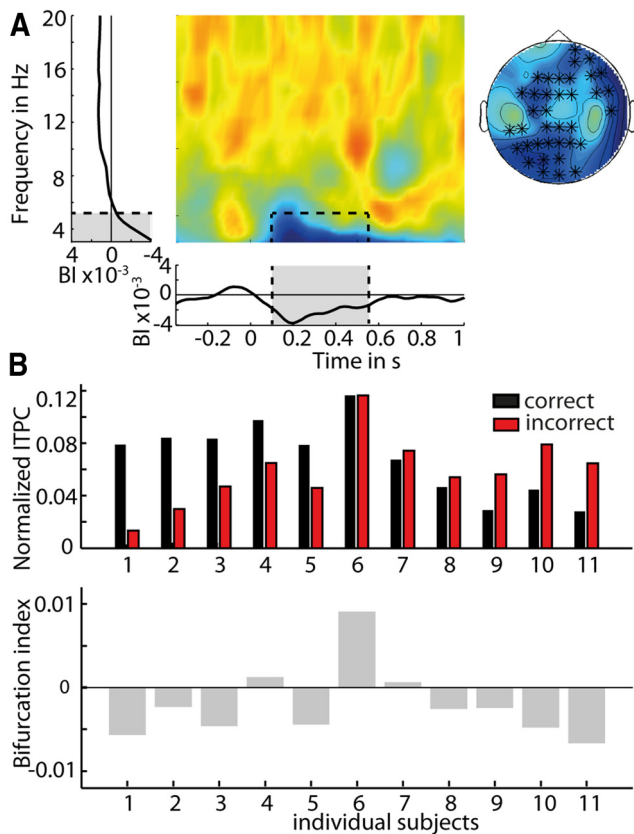 A
Frequency in Hz
20
16
12
8
4
4 0 -4
BI x10-3
BI x10-3
4
0
-4
-0.2 0 0.2 0.4 0.6 0.8 1
Time in s
B
Normalized ITPC
0.12
0.08
0.04
0
correct
incorrect
1 2 3 4 5 6 7 8 9 10 11
Bifurcation index
0.01
0
-0.01
1 2 3 4 5 6 7 8 9 10 11
individual subjects